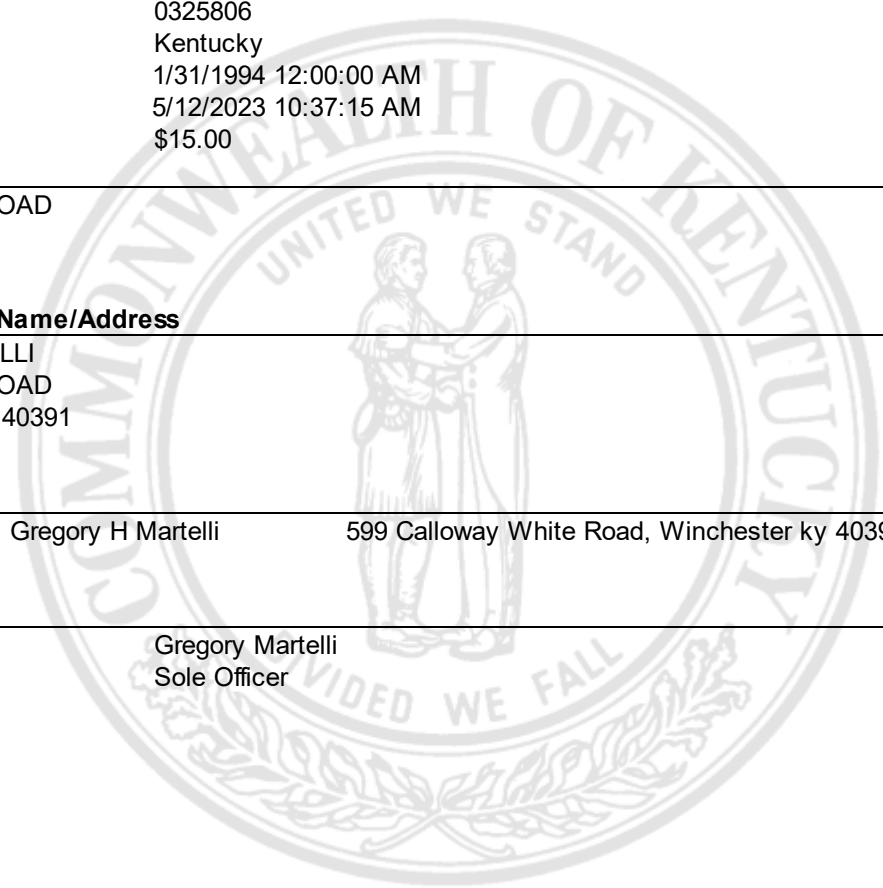 0325806
Kentucky
1/31/1994 12:00:00 AM
5/12/2023 10:37:15 AM
$15.00
OAD
Name/Address
LLI
OAD
40391
Gregory H Martelli 599 Calloway White Road, Winchester ky 4039
Gregory Martelli
Sole Officer
COMMONWEALTH OF KENTUCKY
UNITED WE STAND
DIVIDED WE FALL